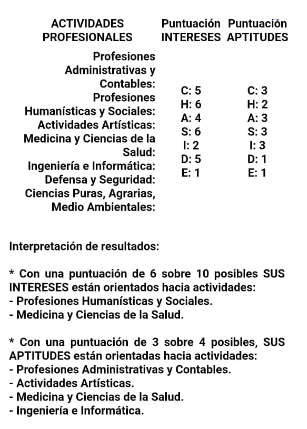 ACTIVIDADES PROFESIONALES
Puntuación INTERESES
Puntuación APTITUDES
Profesiones
Administrativas y
Contables:
Profesiones
Humanísticas y Sociales:
Actividades Artísticas:
Medicina y Ciencias de la
Salud:
Ingeniería e Informática:
Defensa y Seguridad:
Ciencias Puras, Agrarias,
Medio Ambientales:
C: 5
H: 6
A: 4
S: 6
I: 2
D: 5
E: 1
C: 3
H: 2
A: 3
S: 3
I: 3
D: 1
E: 1
Interpretación de resultados:
* Con una puntuación de 6 sobre 10 posibles SUS
INTERESES están orientados hacia actividades:
- Profesiones Humanísticas y Sociales.
- Medicina y Ciencias de la Salud.
* Con una puntuación de 3 sobre 4 posibles, SUS
APTITUDES están orientadas hacia actividades:
- Profesiones Administrativas y Contables.
- Actividades Artísticas.
- Medicina y Ciencias de la Salud.
- Ingeniería e Informática.